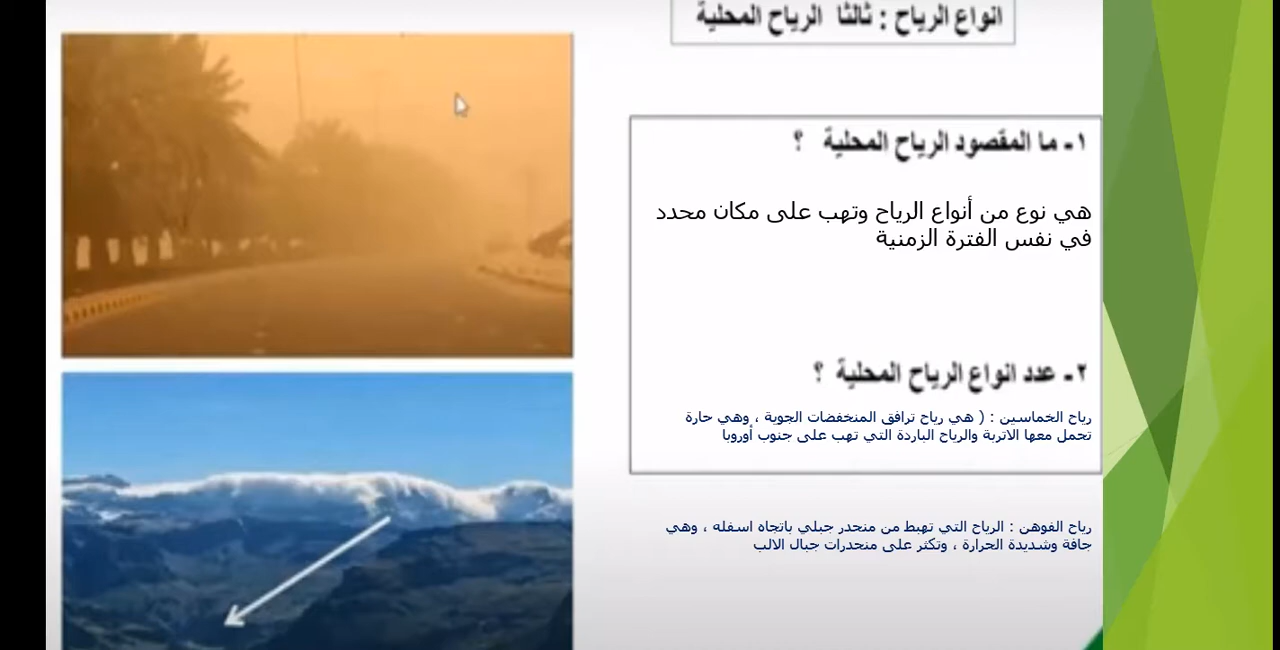 انواع الرياح : ثالثا الرياح المحلية
١- ما المقصود الرياح المحلية ؟
هي نوع من أنواع الرياح وتهب على مكان محدد
في نفس الفترة الزمنية
٢- عدد انواع الرياح المحلية ؟
رياح الخماسين : ( هي رياح ترافق المنخفضات الجوية ، وهي حارة
تحمل معها الاتربة والرياح الباردة التي تهب على جنوب أوروبا
رياح الفوهن : الرياح التي تهبط من منحدر جبلي باتجاه اسفله ، وهي
جافة وشديدة الحرارة ، وتكثر على منحدرات جبال الالب